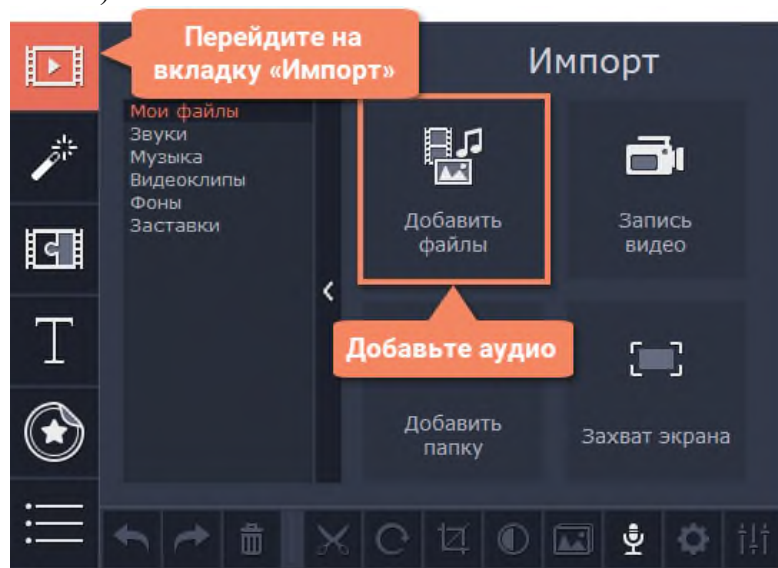 )
Перейдите на
вкладку «Импорт»
Импорт
Мои файлы
Звуки
Музыка
Видеоклипы
Фоны
Заставки
Добавить
файлы
Запись
видео
Добавьте аудио
Добавить
папку
Захват экрана